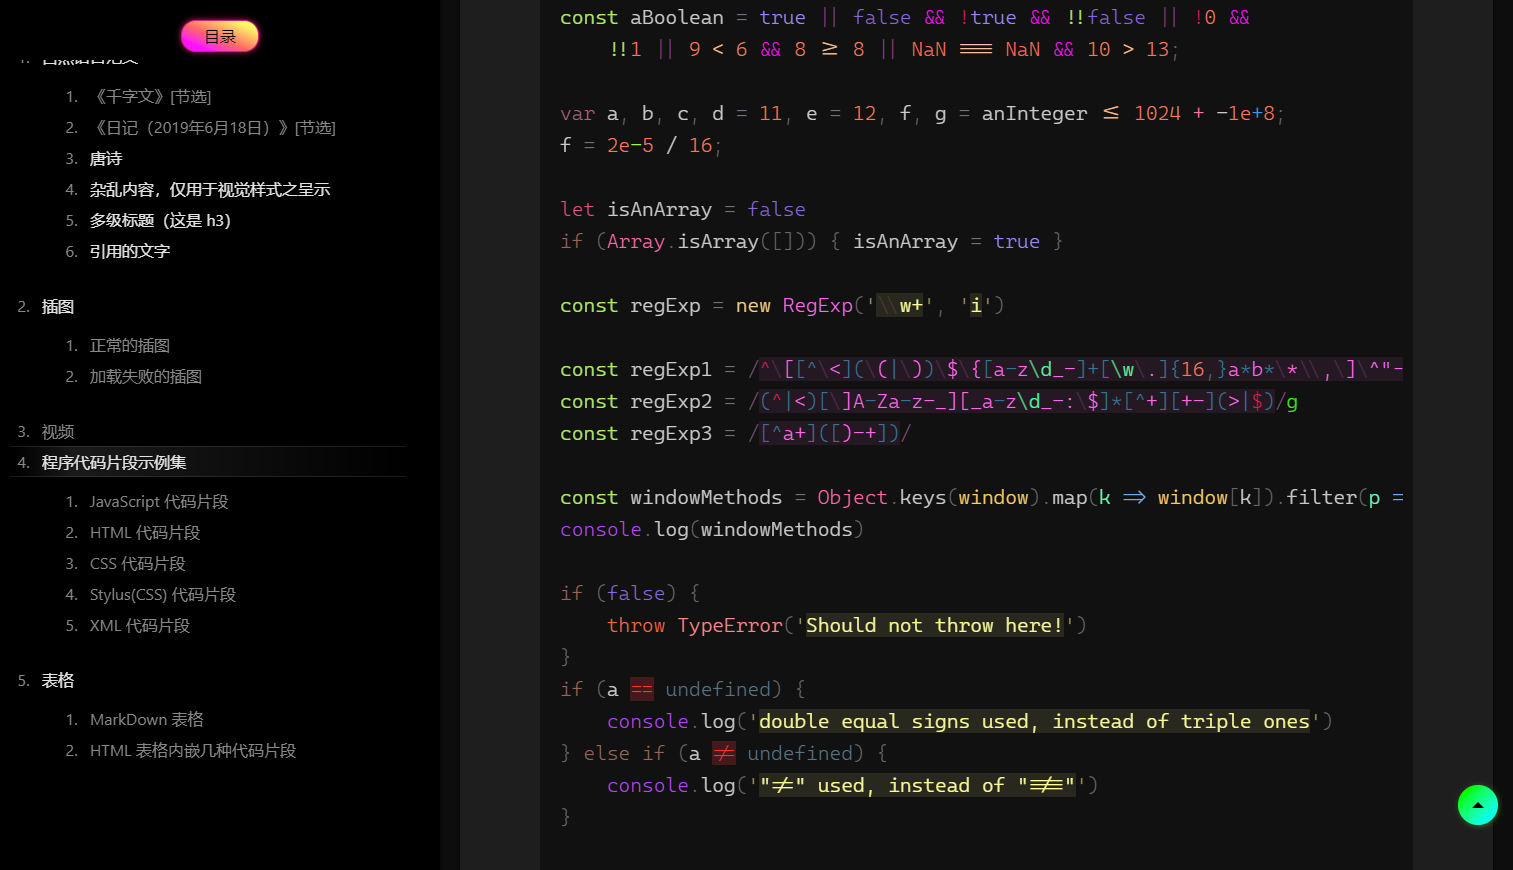 目录
1. 《千字文》[节选]
2. 《日记（2019年6月18日）》[节选]
3. 唐诗
4. 杂乱内容，仅用于视觉样式之呈示
5. 多级标题（这是 h3）
6. 引用的文字
2. 插图
1. 正常的插图
2. 加载失败的插图
3. 视频
4. 程序代码片段示例集
1. JavaScript 代码片段
2. HTML 代码片段
3. CSS 代码片段
4. Stylus(CSS) 代码片段
5. XML 代码片段
5. 表格
1. MarkDown 表格
2. HTML 表格内嵌几种代码片段
const aBoolean = true || false && !true && !!false || !0 &&
    !!1 || 9 < 6 && 8 ≥ 8 || NaN ≡ NaN && 10 > 13;
var a, b, c, d = 11, e = 12, f, g = anInteger ≤ 1024 + -1e+8;
f = 2e-5 / 16;
let isAnArray = false
if (Array.isArray([])) { isAnArray = true }
const regExp = new RegExp('\\w+', 'i')
const regExp1 = /^\[[^\<](\(|\))\$\{[a-z\d_-]+[\w\.]{16,}a*b*\*\\,\]\^"-
const regExp2 = /(^|<)[\]A-Za-z-_][_a-z\d_-:\$]*[^+][+-](>|$)/g
const regExp3 = /[^a+]([)-+])/
const windowMethods = Object.keys(window).map(k ⇒ window[k]).filter(p =
console.log(windowMethods)
if (false) {
    throw TypeError('Should not throw here!')
}
if (a == undefined) {
    console.log('double equal signs used, instead of triple ones')
} else if (a ≠ undefined) {
    console.log('"≠" used, instead of "≢"')
}